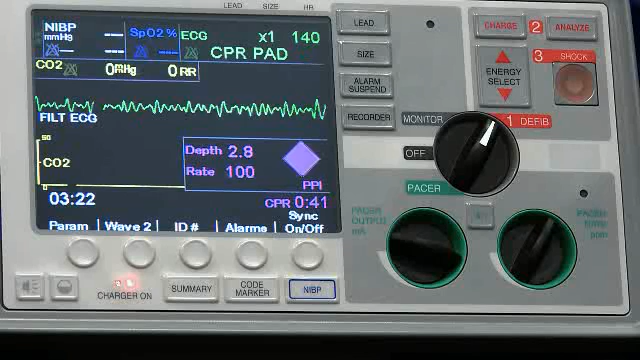 LEAD SIZE HR
NIBP
mmHg
---
---
SpO2 %
---
ECG
x1 140
CPR PAD
CO2
0mmHg
0 RR
FILT ECG
50
CO2
0
Depth 2.8
Rate 100
PPI
03:22
CPR 0:41
Param Wave 2 ID # Alarms Sync
On/Off
CHARGER ON
SUMMARY
CODE
MARKER
NIBP
LEAD
SIZE
ALARM
SUSPEND
RECORDER
CHARGE 2 ANALYZE
3 SHOCK
ENERGY
SELECT
MONITOR
1 DEFIB
OFF
PACER
PACER
OUTPUT
mA
PACER
RATE
ppm